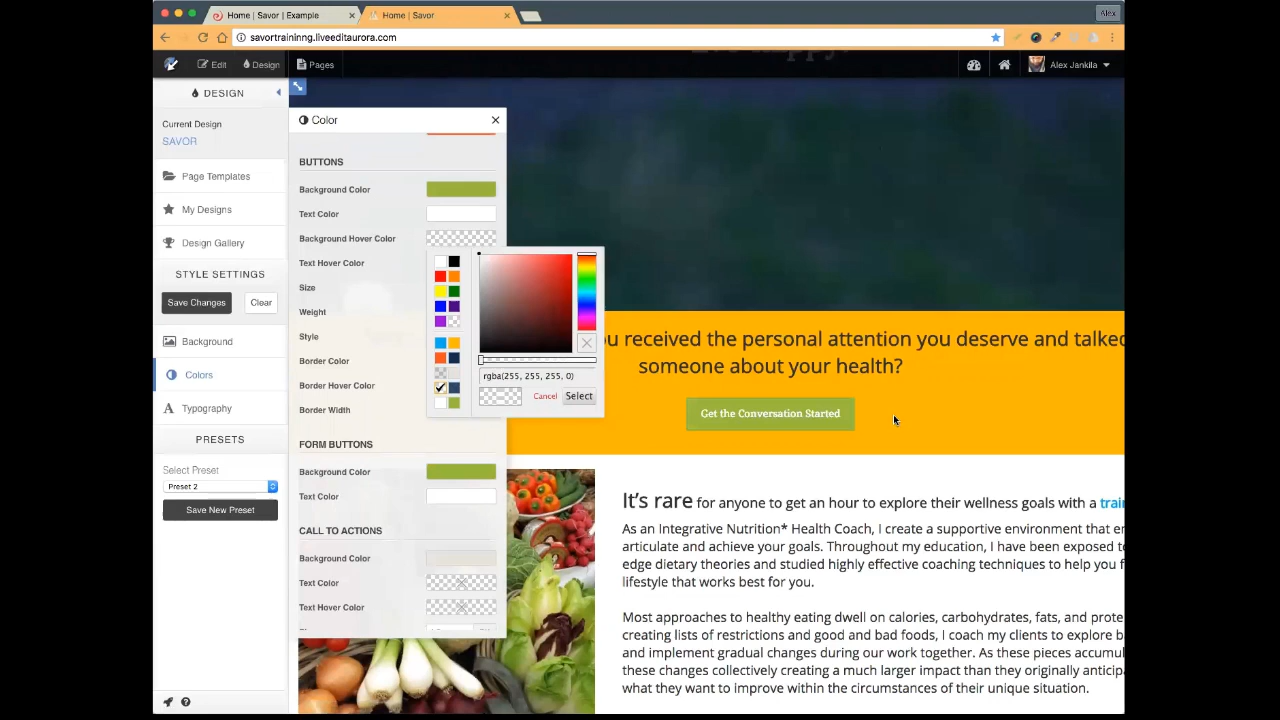 Home | Savor | Example
Home | Savor
Alex
savortraininng.liveeditaurora.com
Edit
Design
Pages
Alex Jankila
DESIGN
Current Design
SAVOR
Page Templates
My Designs
Design Gallery
STYLE SETTINGS
Save Changes
Clear
Background
Colors
Typography
PRESETS
Select Preset
Preset 2
Save New Preset
Color
BUTTONS
Background Color
Text Color
Background Hover Color
Text Hover Color
Size
Weight
Style
Border Color
Border Hover Color
Border Width
FORM BUTTONS
Background Color
Text Color
CALL TO ACTIONS
Background Color
Text Color
Text Hover Color
rgba(255, 255, 255, 0)
Cancel
Select
you received the personal attention you deserve and talked
someone about your health?
Get the Conversation Started
It's rare for anyone to get an hour to explore their wellness goals with a
As an Integrative Nutrition* Health Coach, I create a supportive environment that
articulate and achieve your goals. Throughout my education, I have been exposed to
edge dietary theories and studied highly effective coaching techniques to help you
lifestyle that works best for you.
Most approaches to healthy eating dwell on calories, carbohydrates, fats, and
creating lists of restrictions and good and bad foods, I coach my clients to explore
and implement gradual changes during our work together. As these pieces
these changes collectively creating a much larger impact than they originally
what they want to improve within the circumstances of their unique situation.